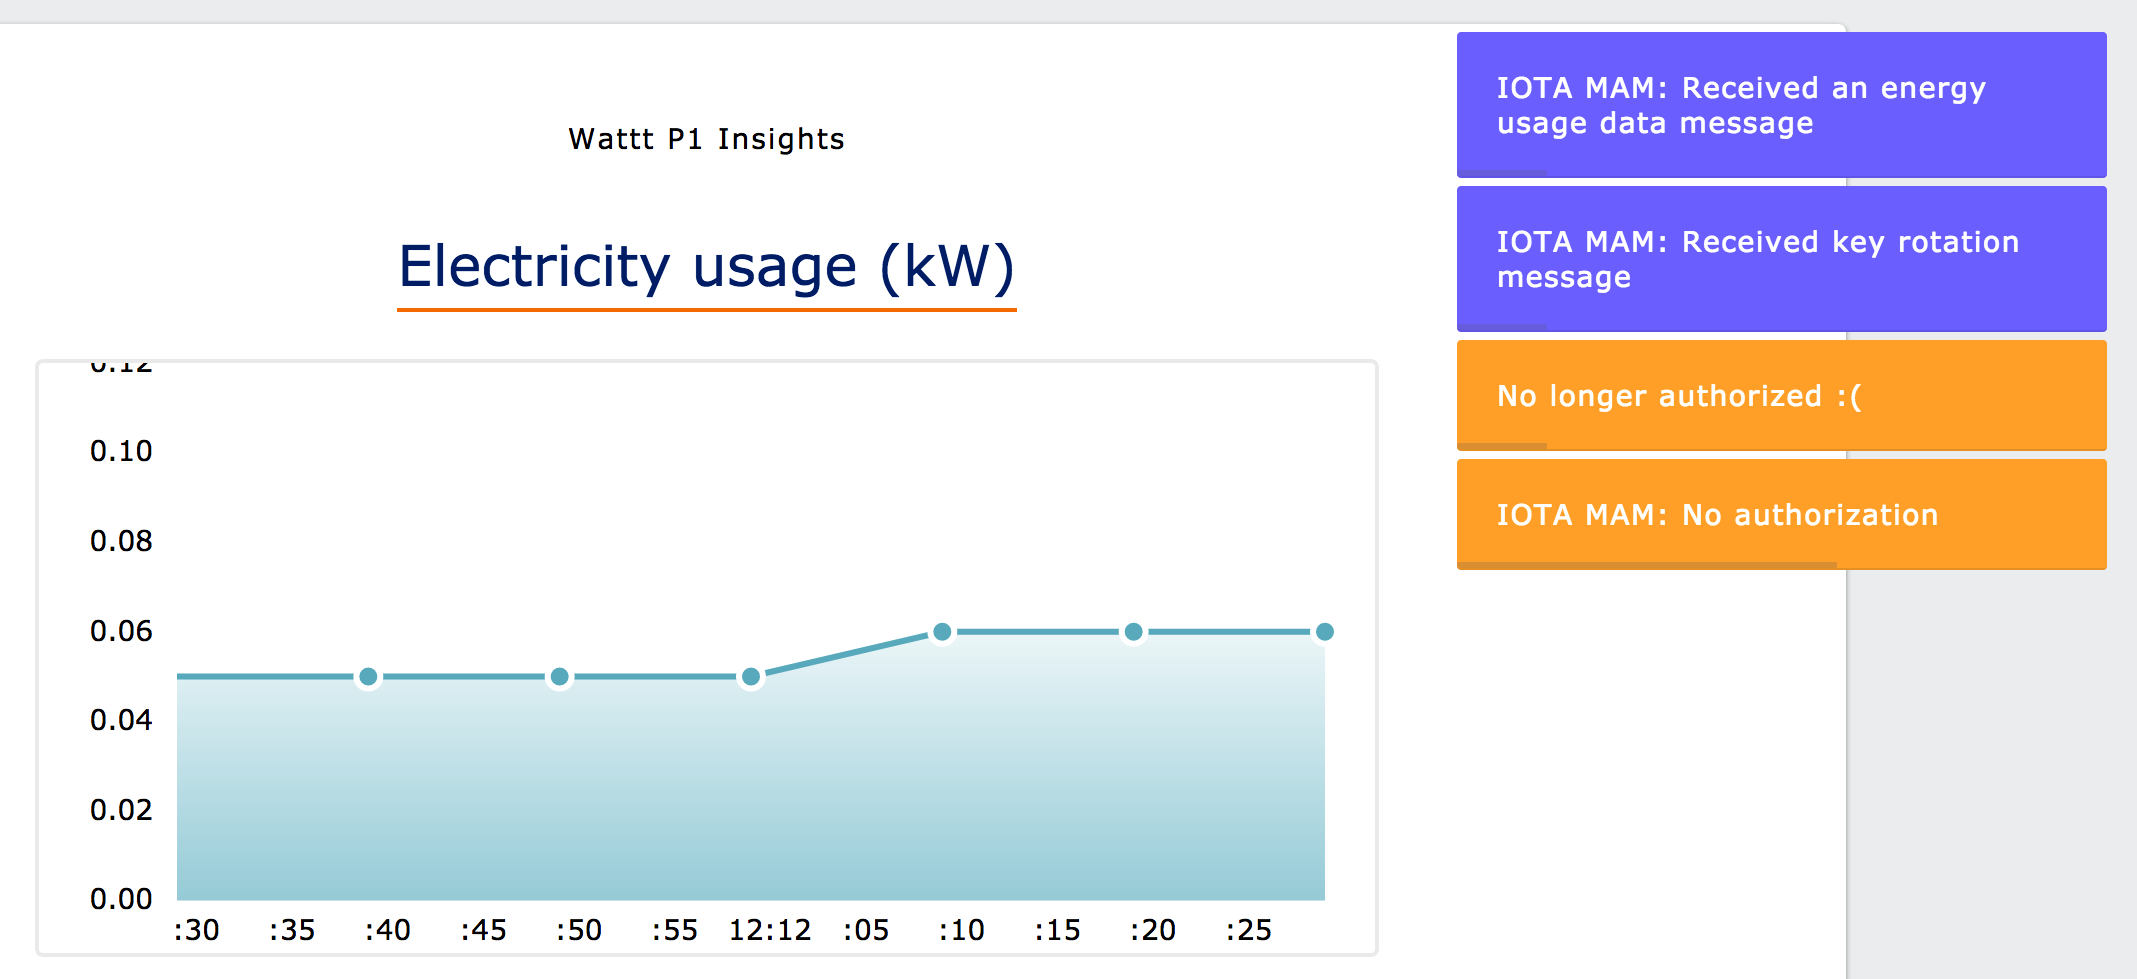 Wattt P1 Insights
Electricity usage (kW)
0.12
0.10
0.08
0.06
0.04
0.02
0.00
:30 :35 :40 :45 :50 :55 12:12 :05 :10 :15 :20 :25
IOTA MAM: Received an energy
usage data message
IOTA MAM: Received key rotation
message
No longer authorized :(
IOTA MAM: No authorization